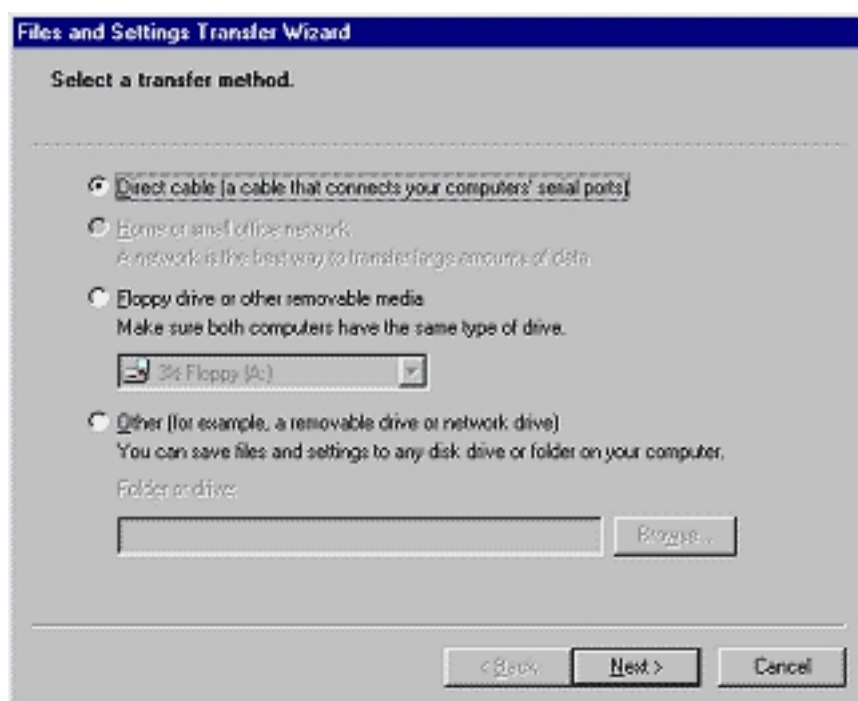 Files and Settings Transfer Wizard
Select a transfer method.
Direct cable (a cable that connects your computers' serial ports)
Home or small office network
A network is the best way to transfer large amounts of data
Floppy drive or other removable media
Make sure both computers have the same type of drive.
3½ Floppy (A:)
Other (for example, a removable drive or network drive)
You can save files and settings to any disk drive or folder on your computer.
Folder or drive:
Browse...
< Back Next > Cancel